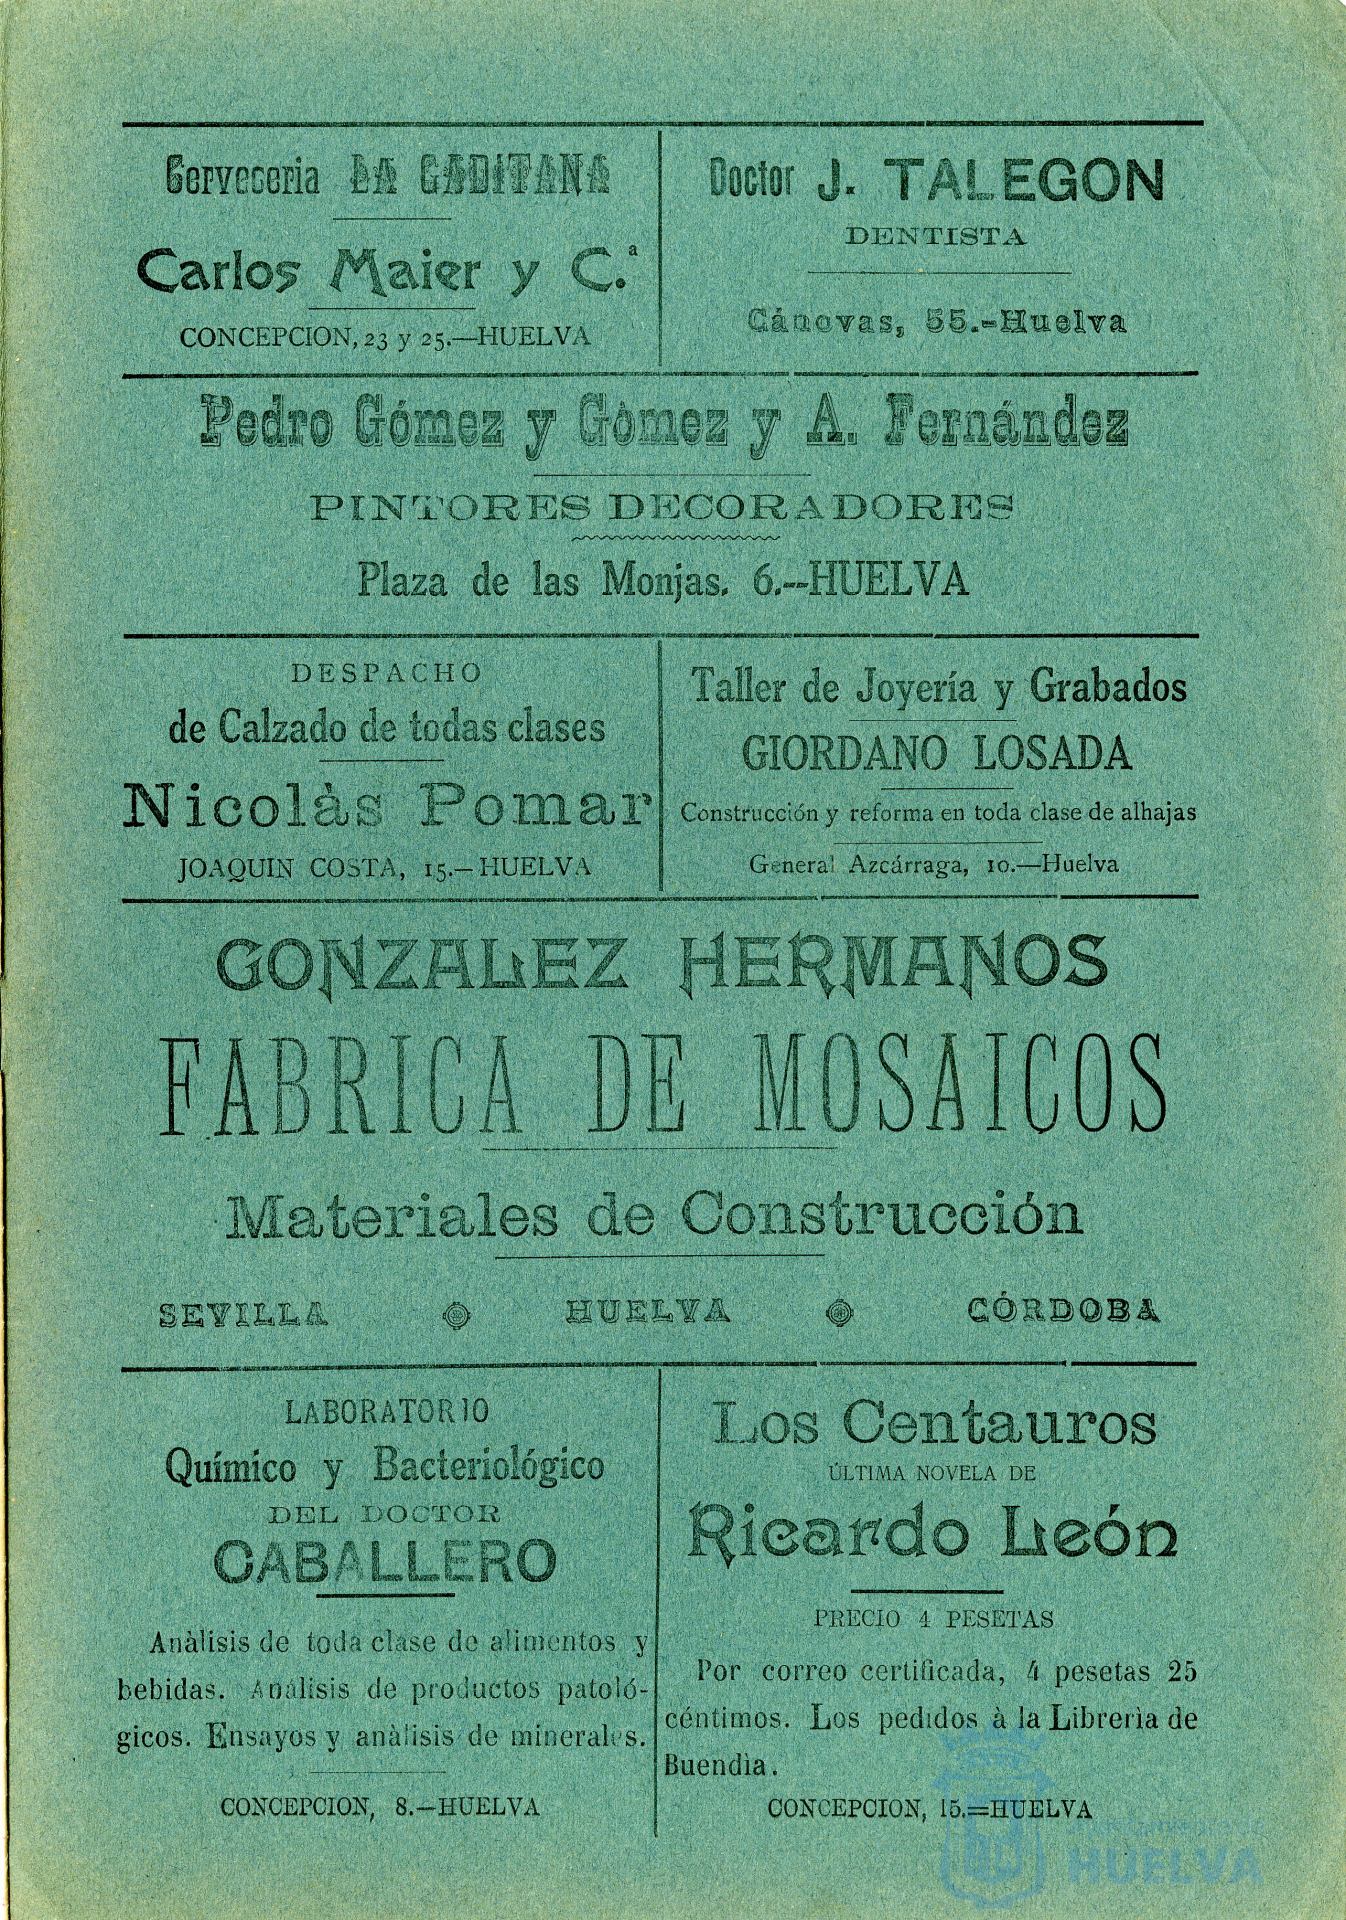 Cerveceria LA GADITANA
Carlos Maier y C.ª
CONCEPCION, 23 y 25.—HUELVA
Doctor J. TALEGON
DENTISTA
Cánovas, 55.-Huelva
Pedro Gómez y Gòmez y A. Fernández
PINTORES DECORADORES
Plaza de las Monjas. 6.--HUELVA
DESPACHO
de Calzado de todas clases
Nicolàs Pomar
JOAQUIN COSTA, 15.—HUELVA
Taller de Joyería y Grabados
GIORDANO LOSADA
Construcción y reforma en toda clase de alhajas
General Azcárraga, 10.—Huelva
GONZALEZ HERMANOS
FABRICA DE MOSAICOS
Materiales de Construcción
SEVILLA HUELVA CÓRDOBA
LABORATORIO
Químico y Bacteriológico
DEL DOCTOR
CABALLERO
Anàlisis de toda clase de alimentos y
bebidas. Análisis de productos patoló-
gicos. Ensayos y anàlisis de minerales.
CONCEPCION, 8.—HUELVA
Los Centauros
ÚLTIMA NOVELA DE
Ricardo León
PRECIO 4 PESETAS
Por correo certificada, 4 pesetas 25
céntimos. Los pedidos à la Librerìa de
Buendìa.
CONCEPCION, 15.=HUELVA
HUELVA